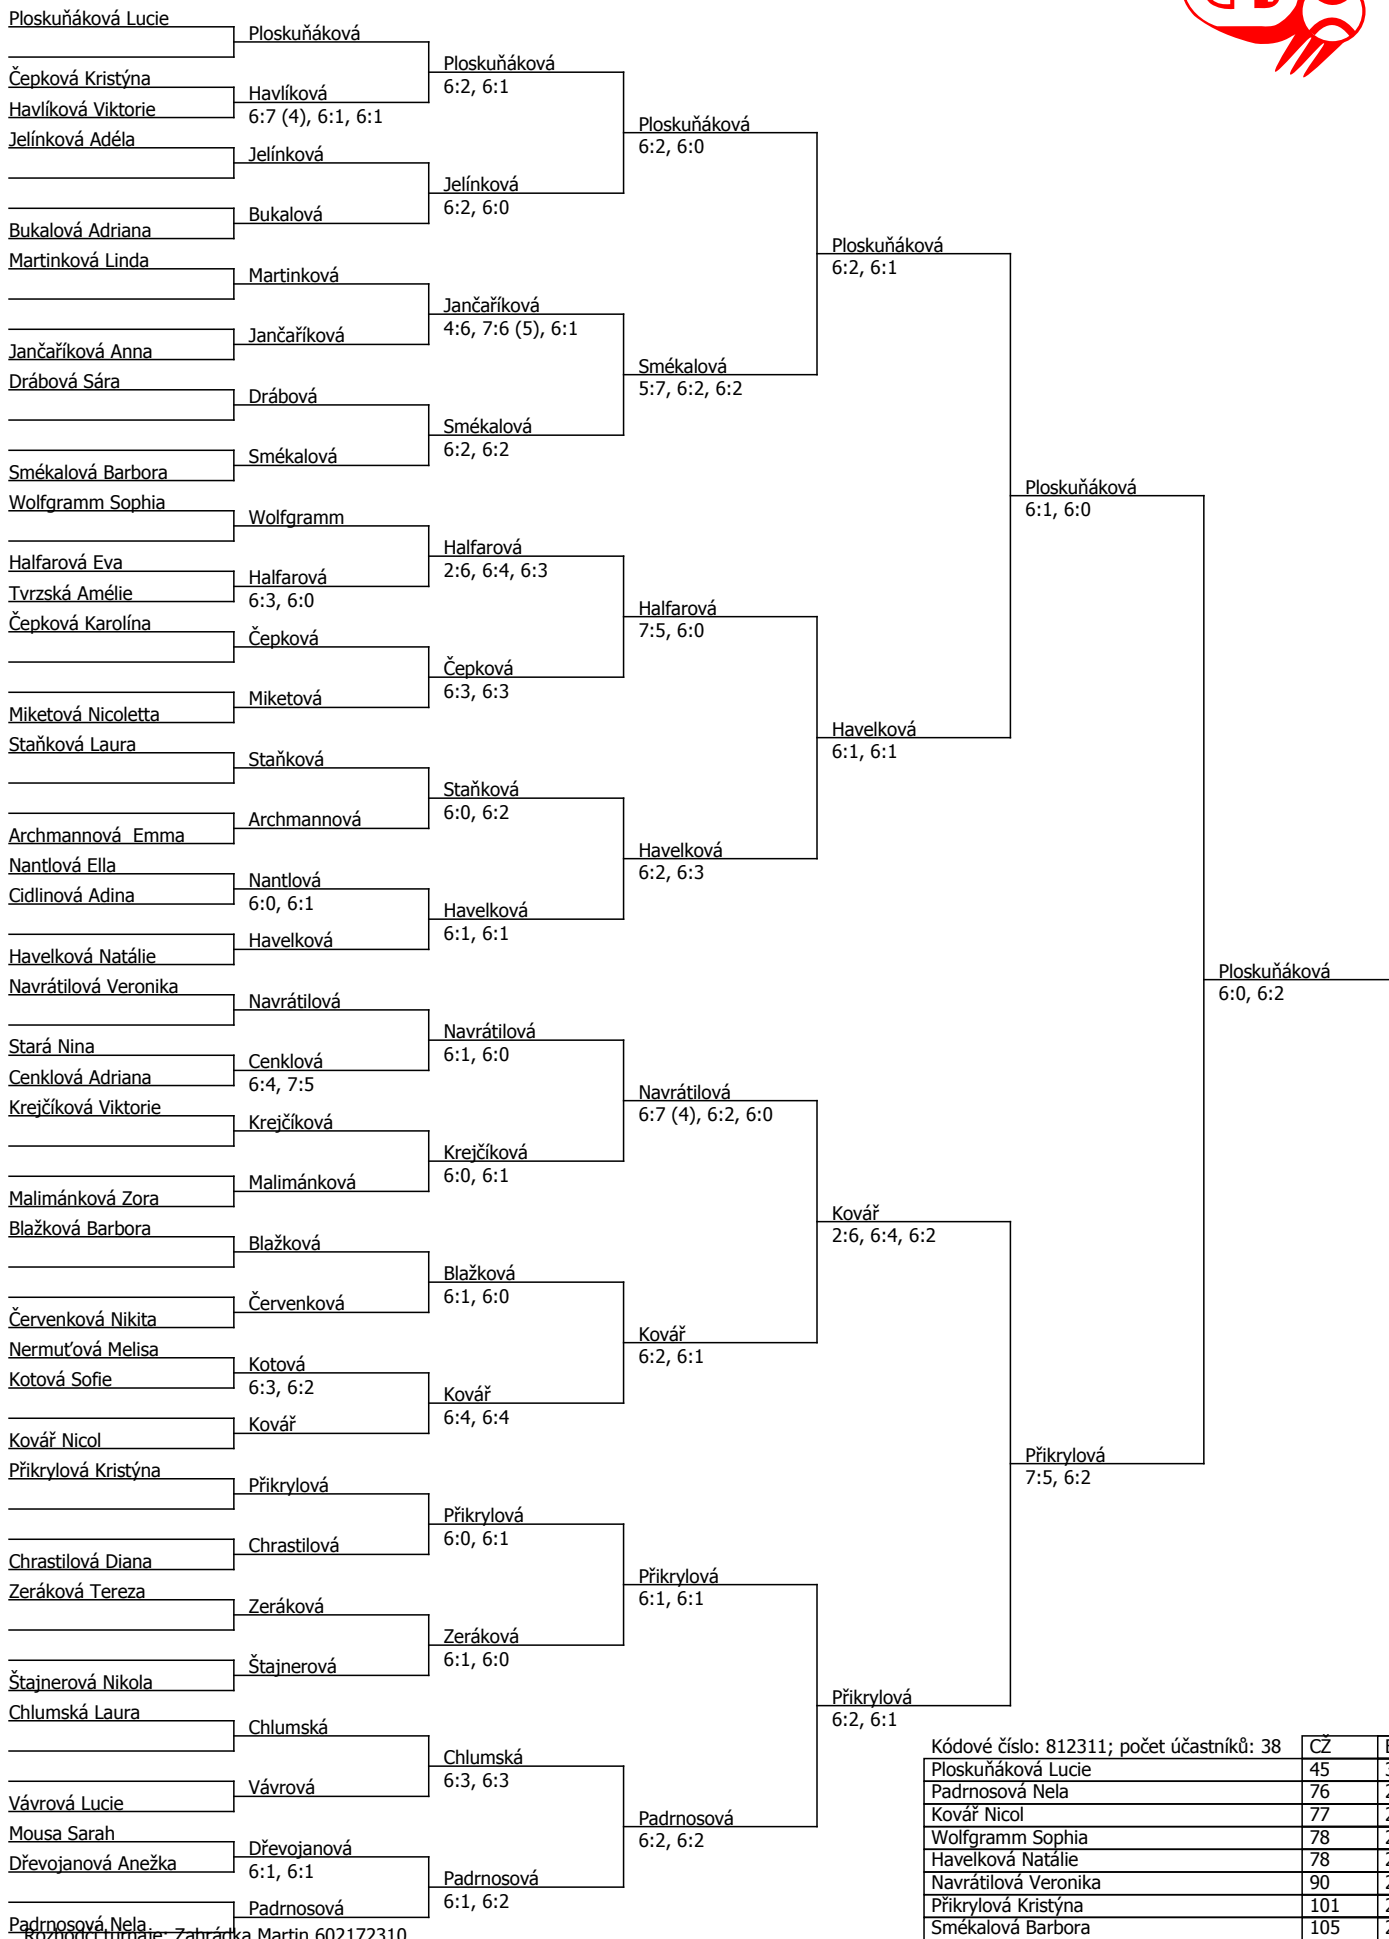 Ploskuňáková Lucie
Čepková Kristýna
Havlíková Viktorie
Jelínková Adéla
Bukalová Adriana
Martinková Linda
Jančaříková Anna
Drábová Sára
Smékalová Barbora
Wolfgramm Sophia
Halfarová Eva
Tvrzská Amélie
Čepková Karolína
Miketová Nicoletta
Staňková Laura
Archmannová  Emma
Nantlová Ella
Cidlinová Adina
Havelková Natálie
Navrátilová Veronika
Stará Nina
Cenklová Adriana
Krejčíková Viktorie
Malimánková Zora
Blažková Barbora
Červenková Nikita
Nermuťová Melisa
Kotová Sofie
Kovář Nicol
Přikrylová Kristýna
Chrastilová Diana
Zeráková Tereza
Štajnerová Nikola
Chlumská Laura
Vávrová Lucie
Mousa Sarah
Dřevojanová Anežka
Padrnosová Nela
Rozhodčí turnaje: Zahrádka Martin 602172310
Ploskuňáková
Havlíková
6:7 (4), 6:1, 6:1
Jelínková
Bukalová
Martinková
Jančaříková
Drábová
Smékalová
Wolfgramm
Halfarová
6:3, 6:0
Čepková
Miketová
Staňková
Archmannová
Nantlová
6:0, 6:1
Havelková
Navrátilová
Cenklová
6:4, 7:5
Krejčíková
Malimánková
Blažková
Červenková
Kotová
6:3, 6:2
Kovář
Přikrylová
Chrastilová
Zeráková
Štajnerová
Chlumská
Vávrová
Dřevojanová
6:1, 6:1
Padrnosová
Ploskuňáková
6:2, 6:1
Jelínková
6:2, 6:0
Jančaříková
4:6, 7:6 (5), 6:1
Smékalová
6:2, 6:2
Halfarová
2:6, 6:4, 6:3
Čepková
6:3, 6:3
Staňková
6:0, 6:2
Havelková
6:1, 6:1
Navrátilová
6:1, 6:0
Krejčíková
6:0, 6:1
Blažková
6:1, 6:0
Kovář
6:4, 6:4
Přikrylová
6:0, 6:1
Zeráková
6:1, 6:0
Chlumská
6:3, 6:3
Padrnosová
6:1, 6:2
Ploskuňáková
6:2, 6:0
Smékalová
5:7, 6:2, 6:2
Halfarová
7:5, 6:0
Havelková
6:2, 6:3
Navrátilová
6:7 (4), 6:2, 6:0
Kovář
6:2, 6:1
Přikrylová
6:1, 6:1
Padrnosová
6:2, 6:2
Ploskuňáková
6:2, 6:1
Havelková
6:1, 6:1
Kovář
2:6, 6:4, 6:2
Přikrylová
6:2, 6:1
Ploskuňáková
6:1, 6:0
Přikrylová
7:5, 6:2
Ploskuňáková
6:0, 6:2
Kódové číslo: 812311; počet účastníků: 38 CŽ
Ploskuňáková Lucie 45
Padrnosová Nela 76
Kovář Nicol 77
Wolfgramm Sophia 78
Havelková Natálie 78
Navrátilová Veronika 90
Přikrylová Kristýna 101
Smékalová Barbora 105